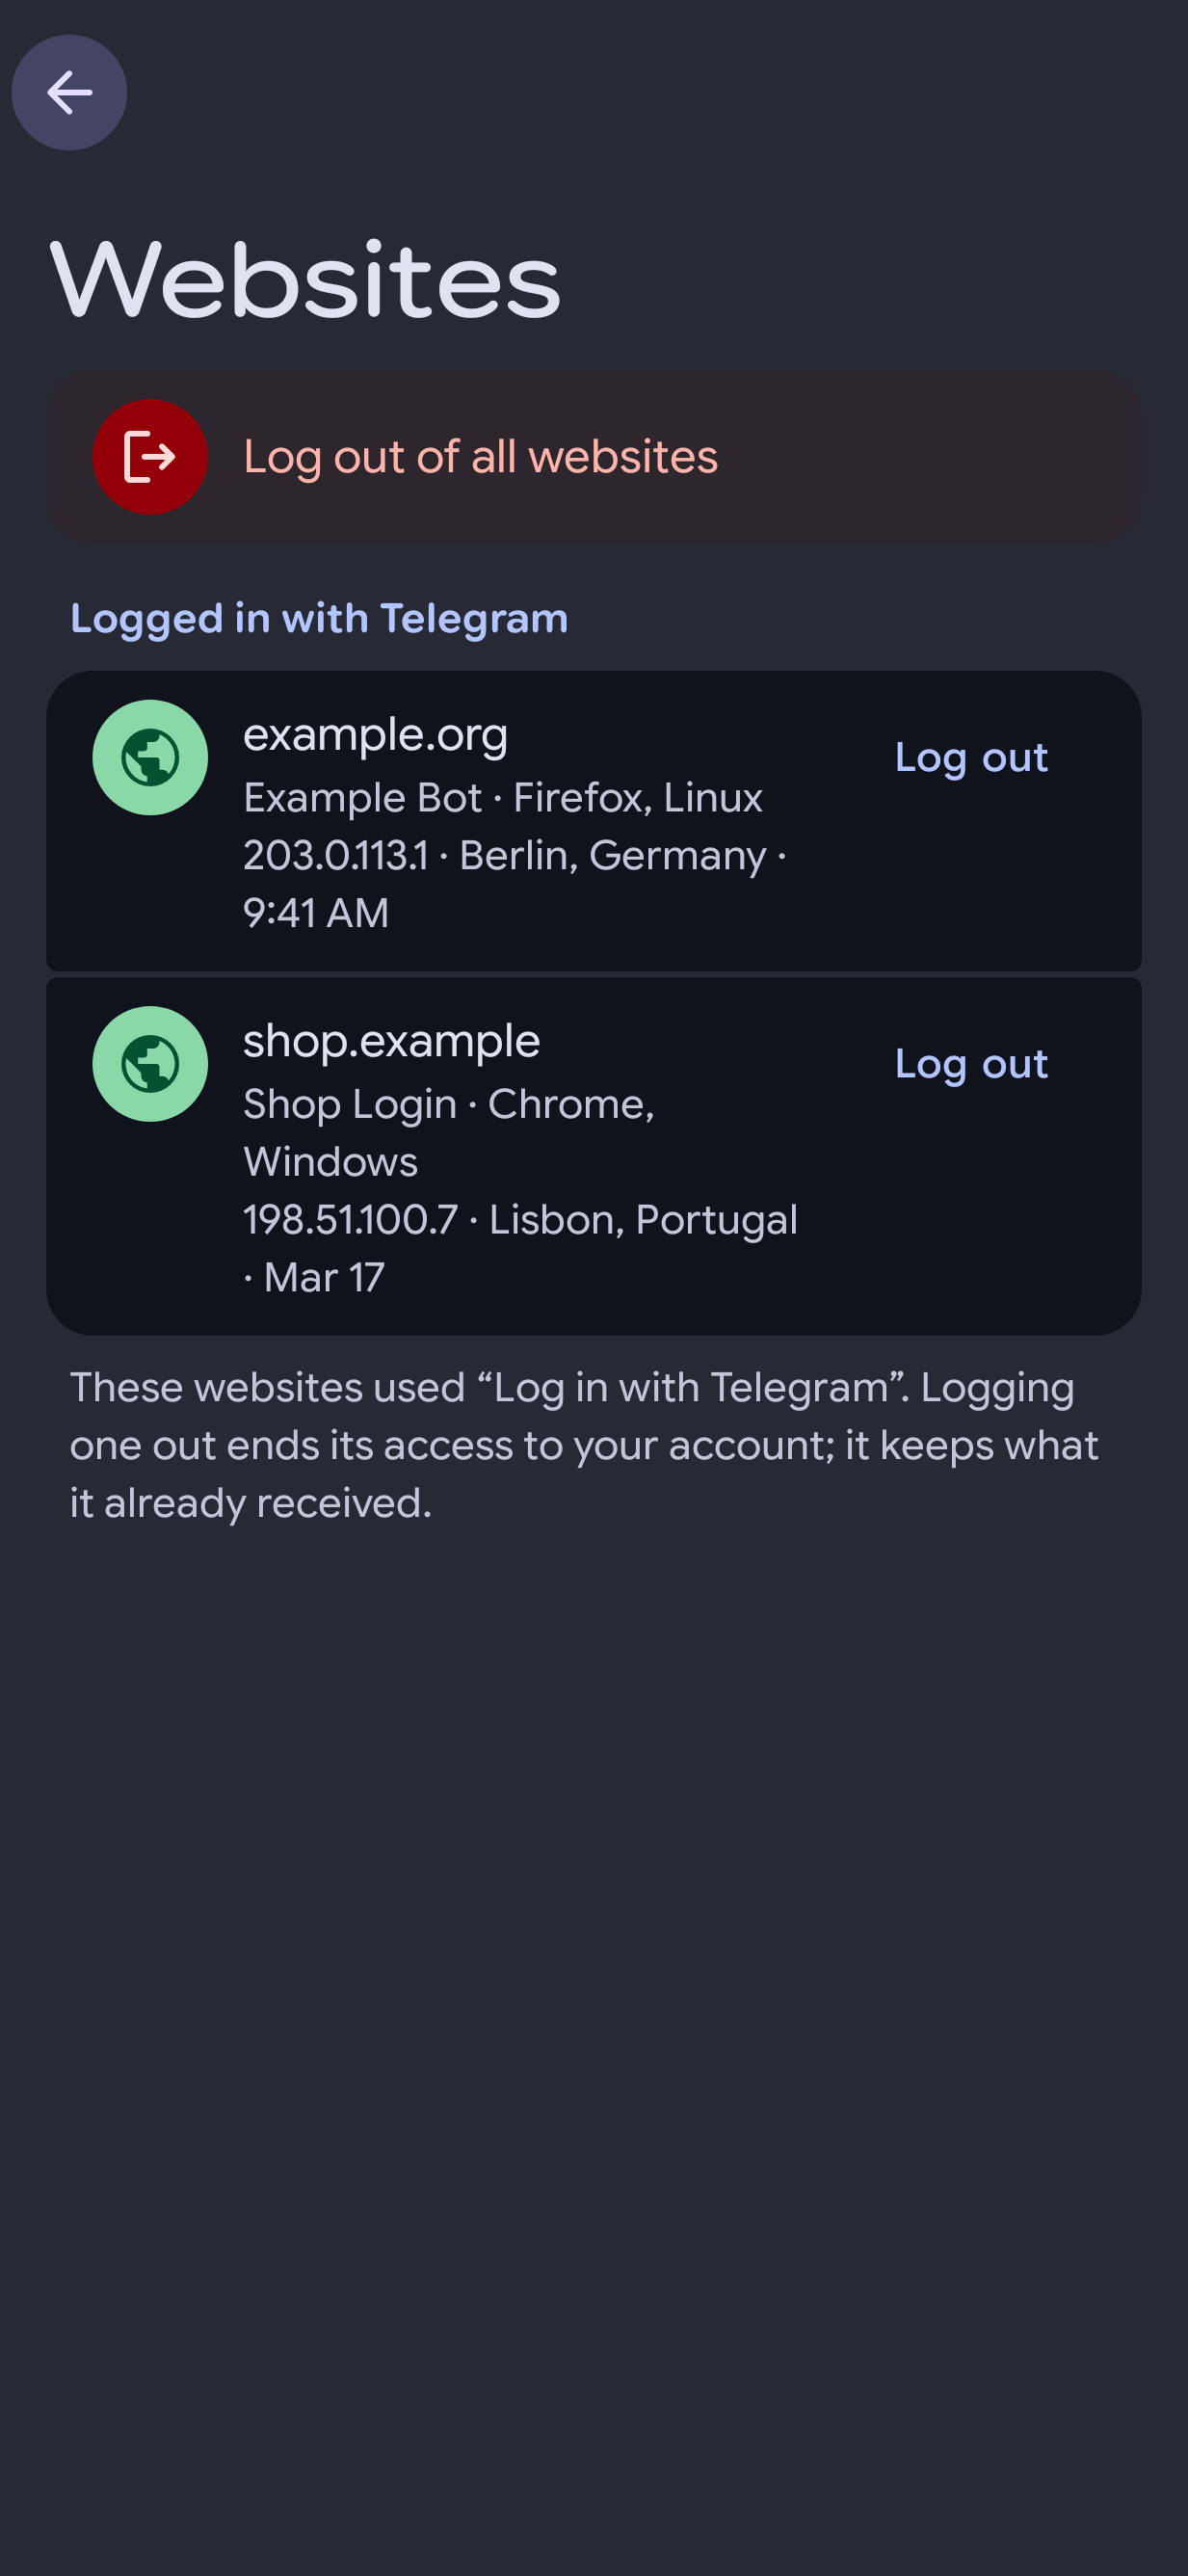 Websites
Log out of all websites
Logged in with Telegram
example.org
Log out
Example Bot · Firefox, Linux
203.0.113.1 · Berlin, Germany ·
9:41 AM
shop.example
Log out
Shop Login · Chrome,
Windows
198.51.100.7 · Lisbon, Portugal
· Mar 17
These websites used “Log in with Telegram”. Logging
one out ends its access to your account; it keeps what
it already received.